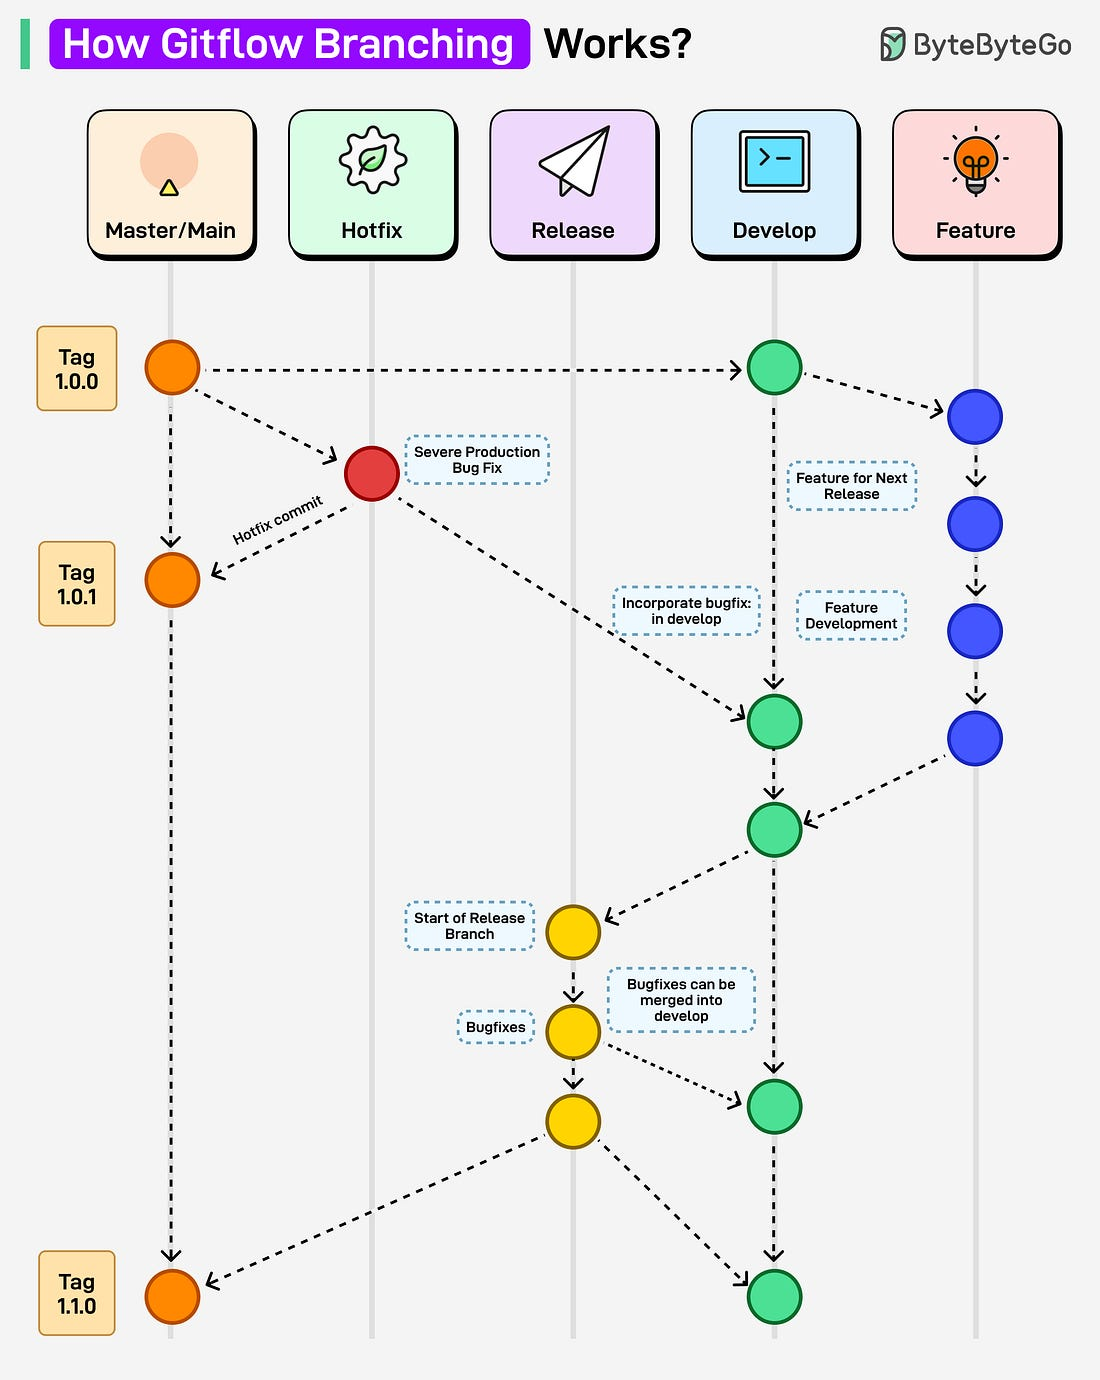 How Gitflow Branching Works?
ByteByteGo
Master/Main
Hotfix
Release
Develop
Feature
Tag
1.0.0
Severe Production
Bug Fix
Feature for Next
Release
Hotfix commit
Tag
1.0.1
Incorporate bugfix:
in develop
Feature
Development
Start of Release
Branch
Bugfixes can be
merged into
develop
Bugfixes
Tag
1.1.0